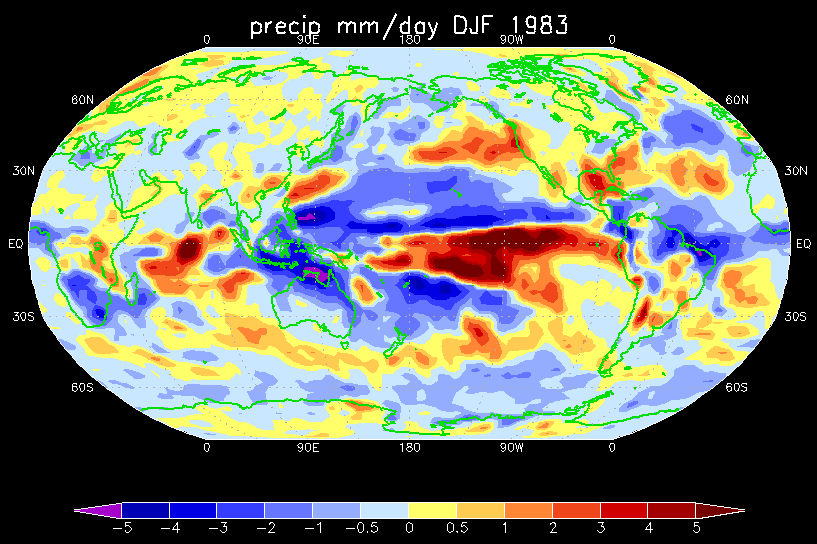 precip mm/day DJF 1983
0 90E 180 90W 0
60N 60N
30N 30N
EQ EQ
30S 30S
60S 60S
0 90E 180 90W 0
−5 −4 −3 −2 −1 −0.5 0 0.5 1 2 3 4 5